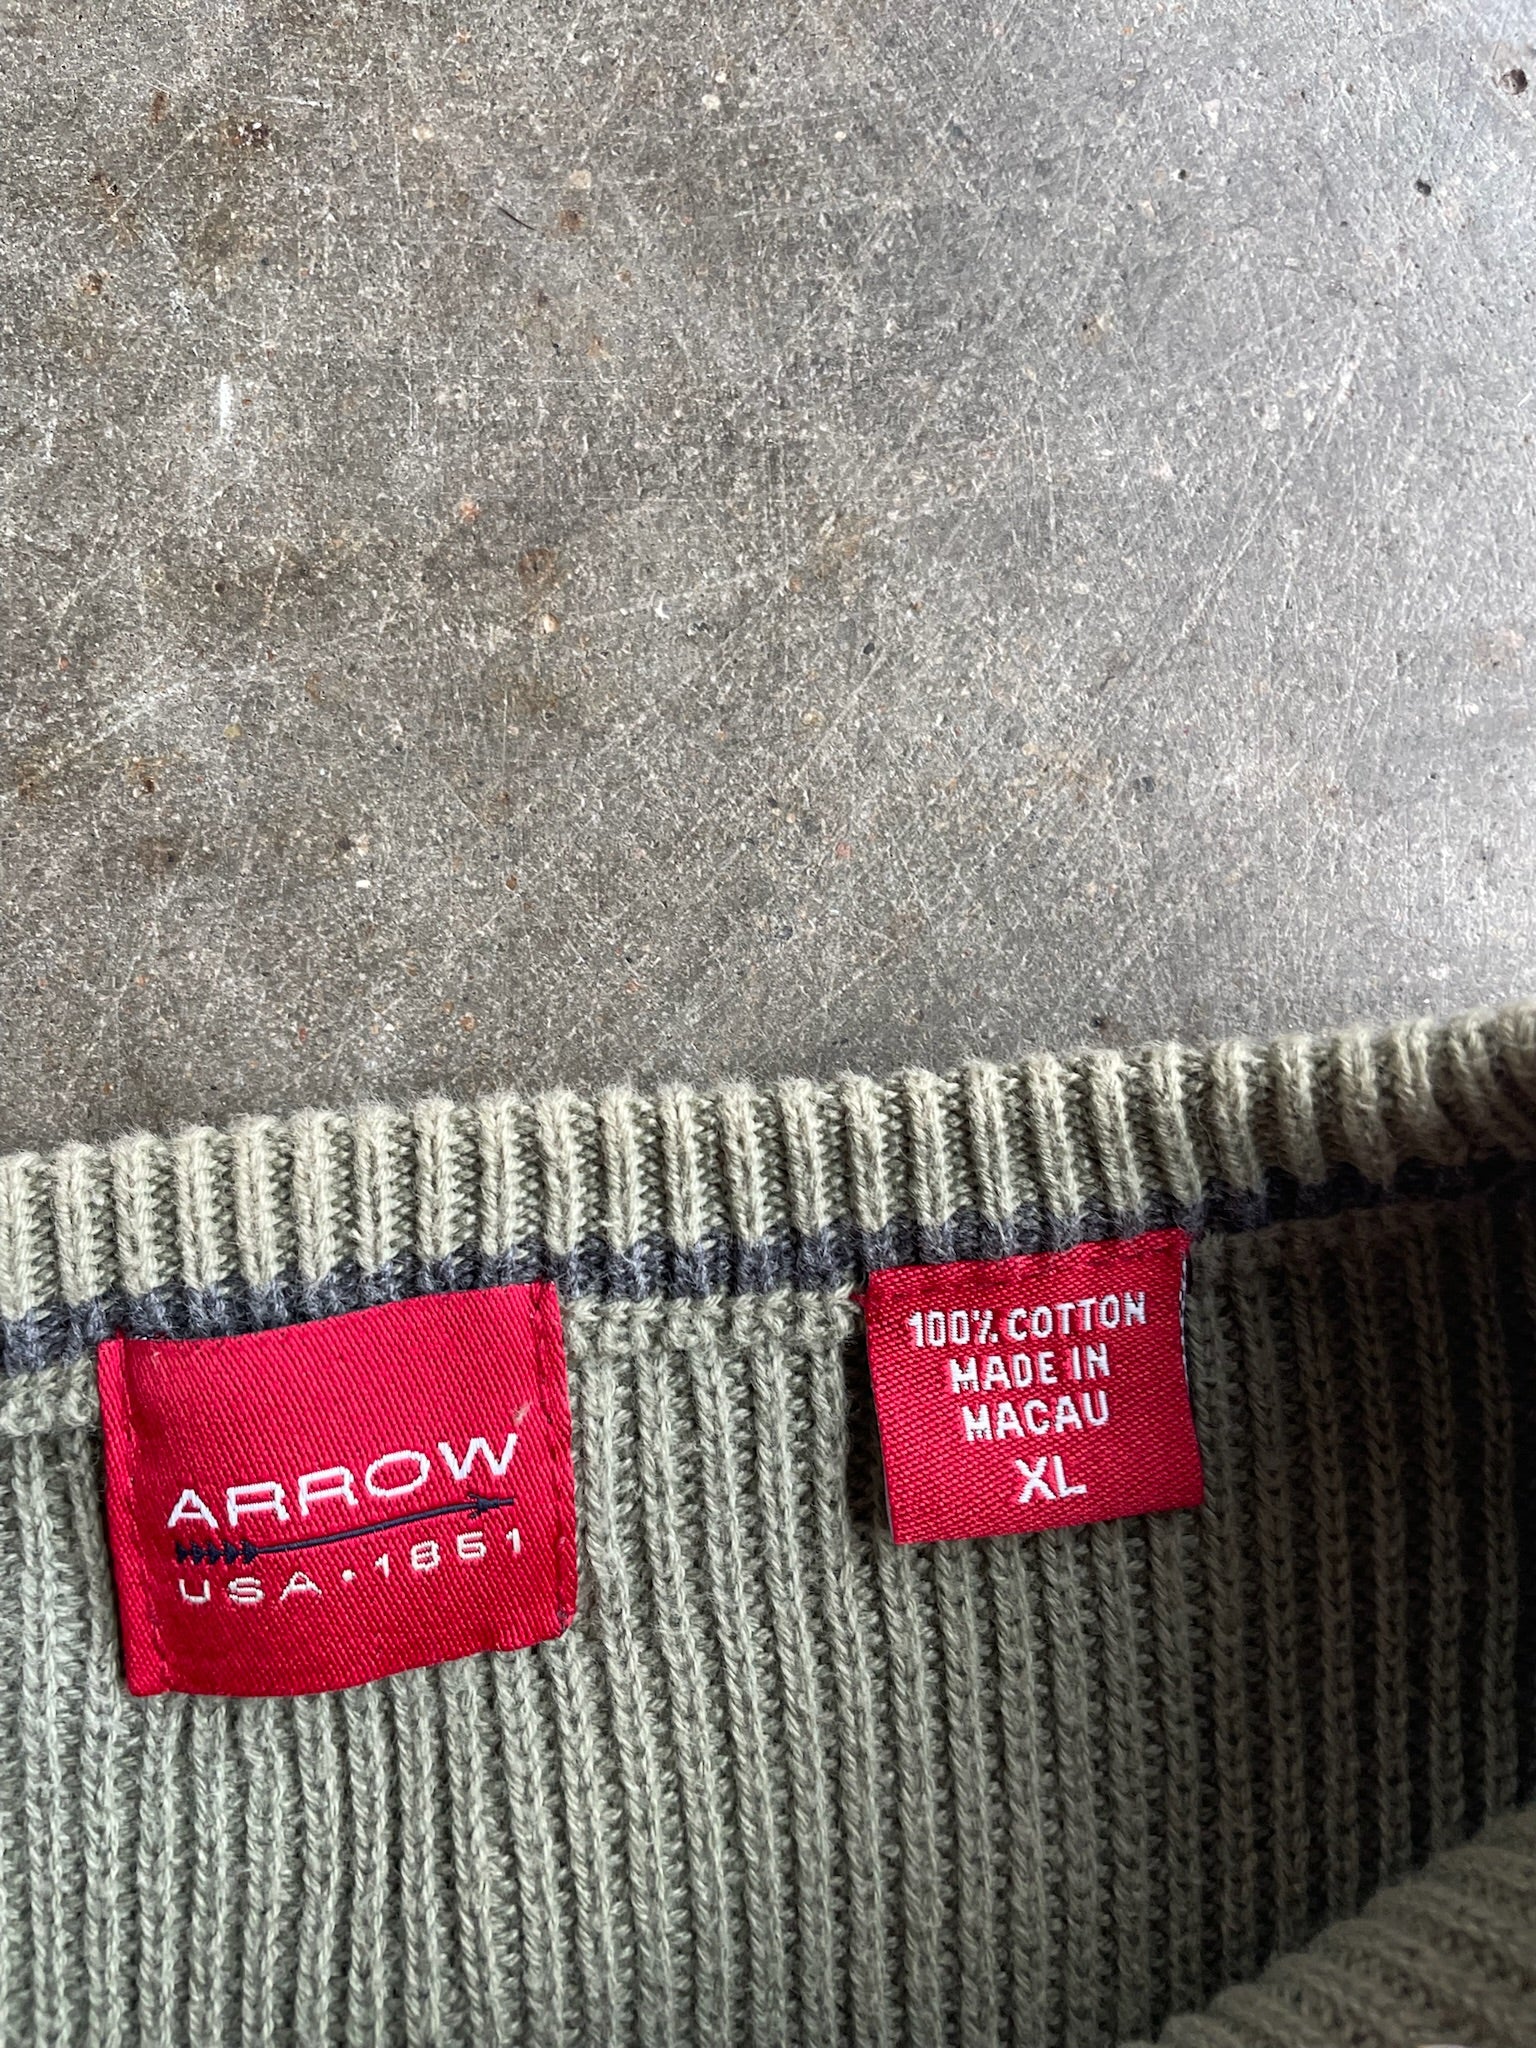 ARROW
USA • 1851
100% COTTON
MADE IN
MACAU
XL